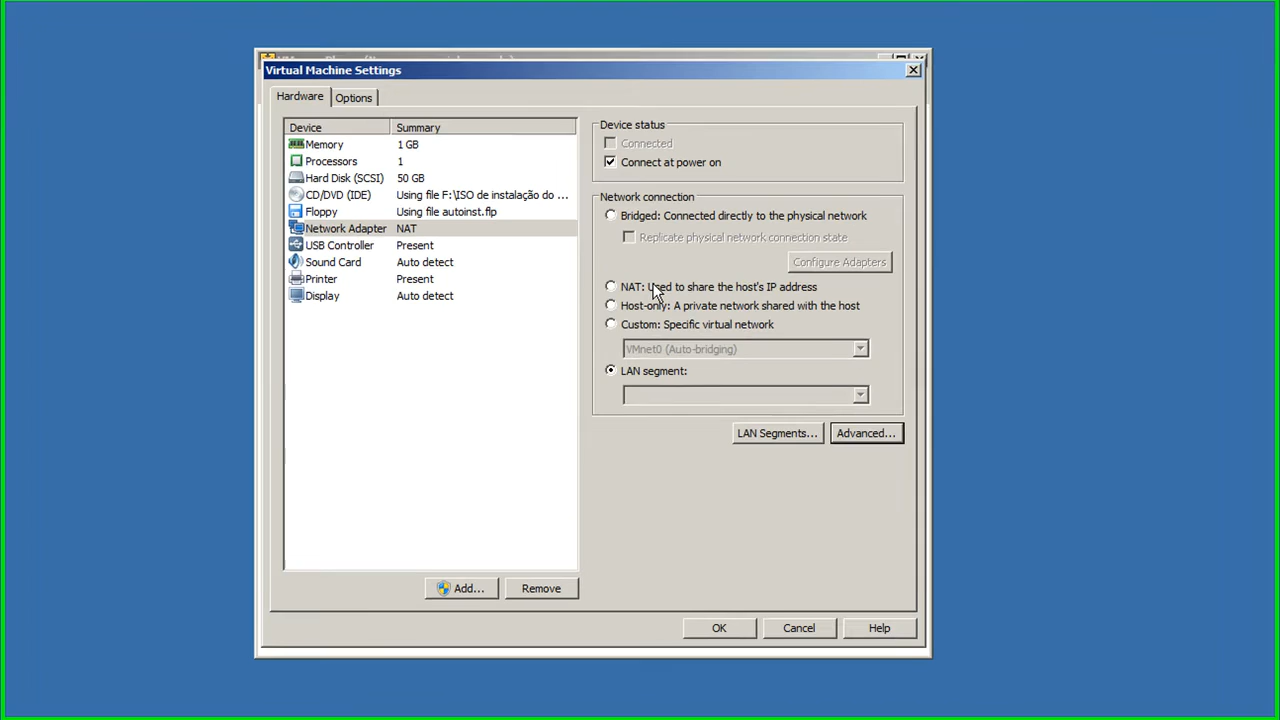 Virtual Machine Settings
Hardware
Options
Device Summary
Memory 1 GB
Processors 1
Hard Disk (SCSI) 50 GB
CD/DVD (IDE) Using file F:\ISO de instalação do ...
Floppy Using file autoinst.flp
Network Adapter NAT
USB Controller Present
Sound Card Auto detect
Printer Present
Display Auto detect
Add...
Remove
Device status
Connected
Connect at power on
Network connection
Bridged: Connected directly to the physical network
Replicate physical network connection state
Configure Adapters
NAT: Used to share the host's IP address
Host-only: A private network shared with the host
Custom: Specific virtual network
VMnet0 (Auto-bridging)
LAN segment:
LAN Segments...
Advanced...
OK
Cancel
Help